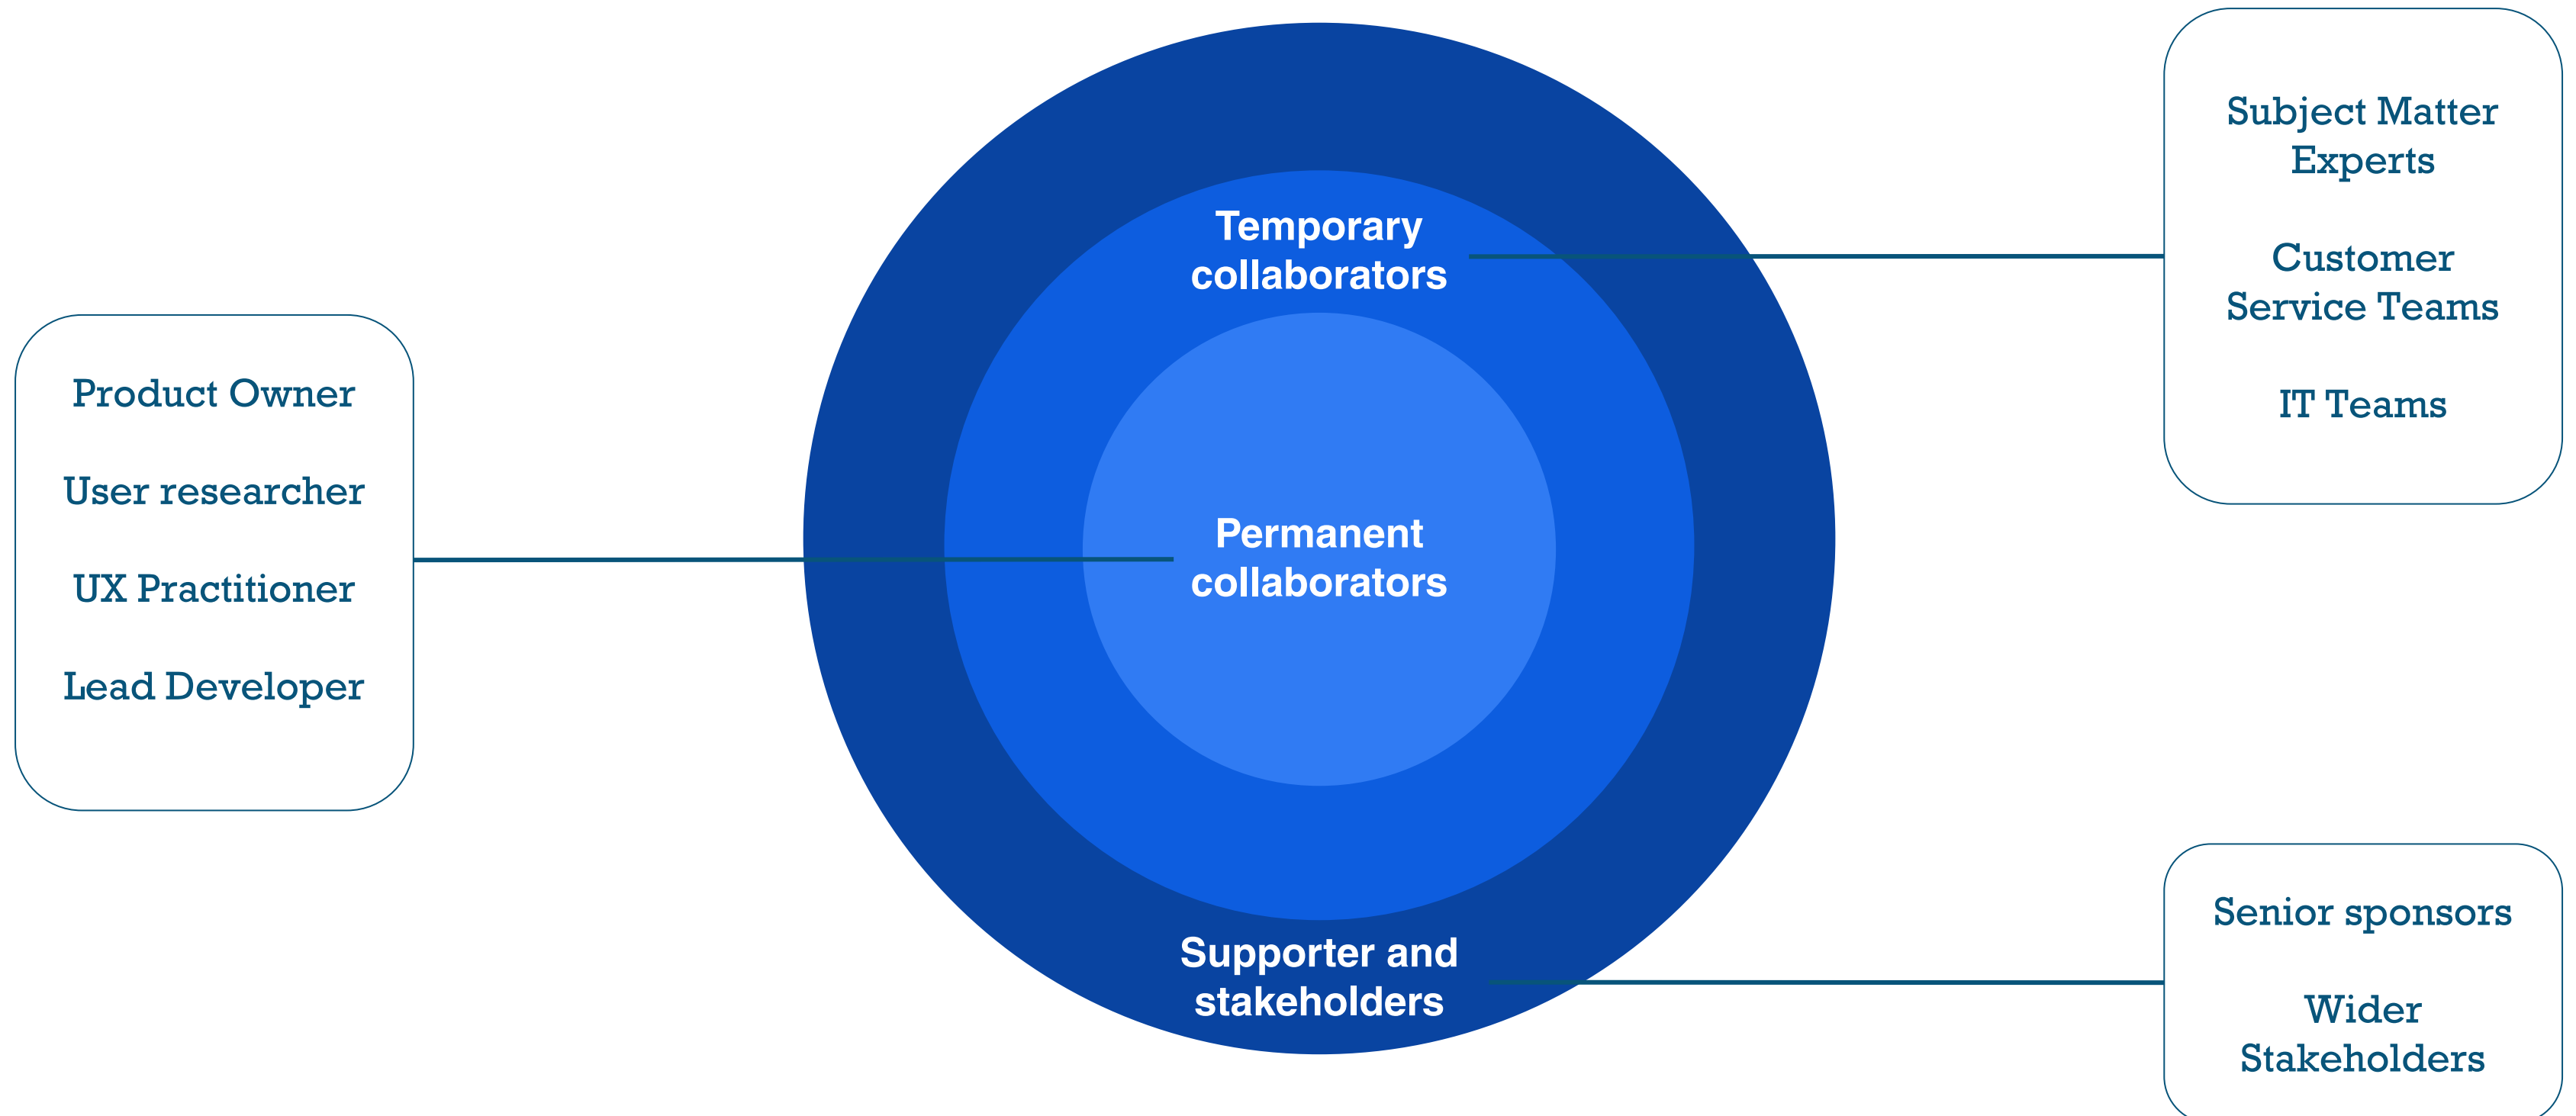 Product Owner
User researcher
UX Practitioner
Lead Developer
Temporary
collaborators
Permanent
collaborators
Supporter and
stakeholders
Subject Matter
Experts
Customer
Service Teams
IT Teams
Senior sponsors
Wider
Stakeholders